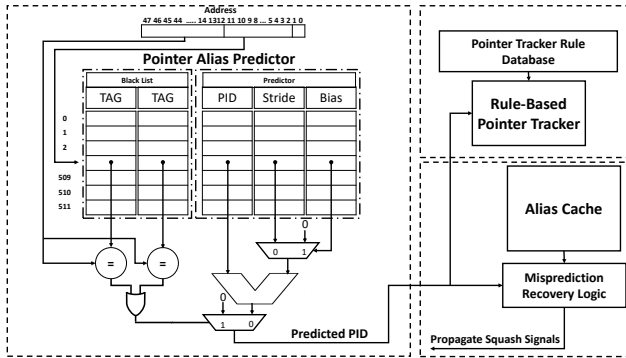 Address
47 46 45 44 ..... 14 1312 11 10 9 8 ... 5 4 3 2 1 0
Pointer Alias Predictor
Black List
Predictor
TAG
TAG
PID
Stride
Bias
0
1
2
509
510
511
=
=
0
0 1
0
1 0
Predicted PID
Pointer Tracker Rule
Database
Rule-Based
Pointer Tracker
Alias Cache
Misprediction
Recovery Logic
Propagate Squash Signals